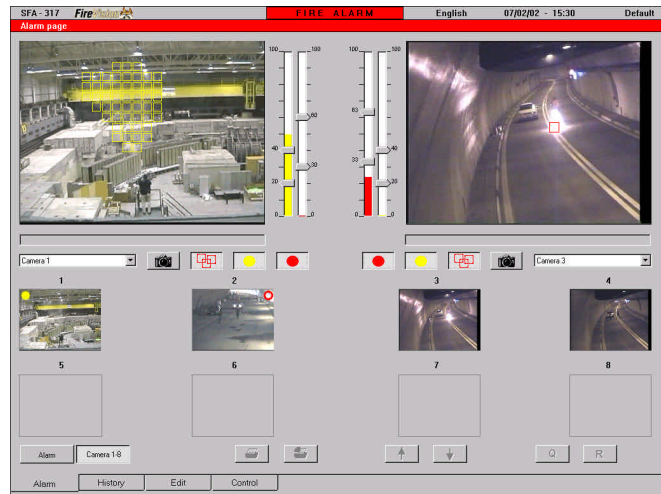 SFA - 317 FireVision FIRE ALARM English 07/02/02 - 15:30 Default
Alarm page
100 100 100 100
60 63
40 30 33 40
20 20
0 0 0 0
Camera 1 Camera 3
1 2 3 4
5 6 7 8
Alarm Camera 1-8 Q R
Alarm History Edit Control